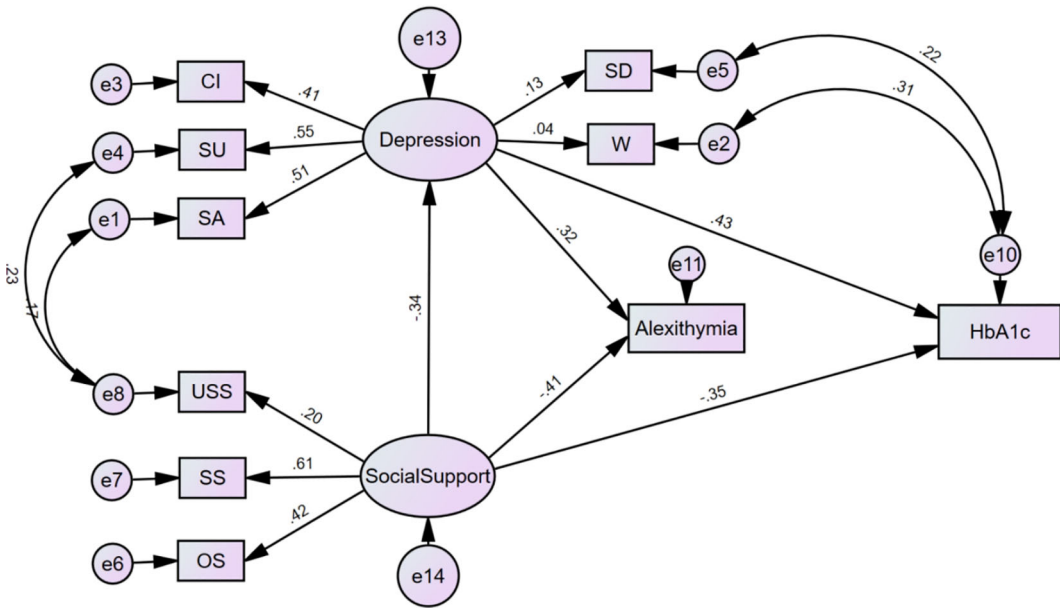 e13
e3
CI
.41
SD
e5
.22
.13
.31
e4
SU
.55
Depression
.04
W
e2
e1
SA
.51
.43
.32
e11
e10
.23
.17
-.34
Alexithymia
HbA1c
e8
USS
.20
-.41
-.35
e7
SS
.61
SocialSupport
.42
e6
OS
e14